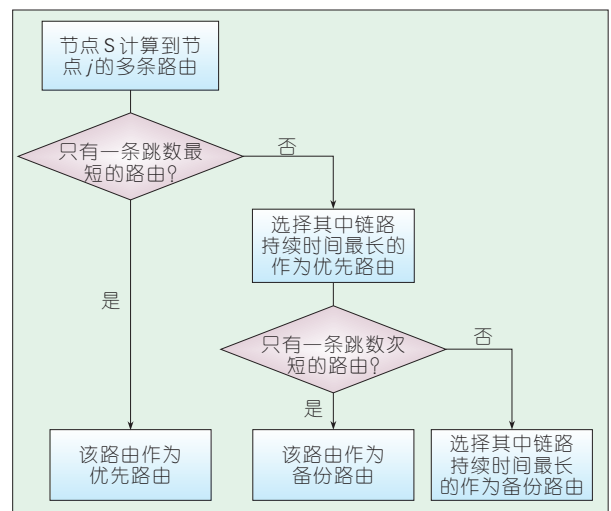 节点S计算到节
点j的多条路由
只有一条跳数最
短的路由?
否
选择其中链路
持续时间最长的
作为优先路由
是
只有一条跳数次
短的路由?
否
是
该路由作为
优先路由
该路由作为
备份路由
选择其中链路
持续时间最长
的作为备份路由